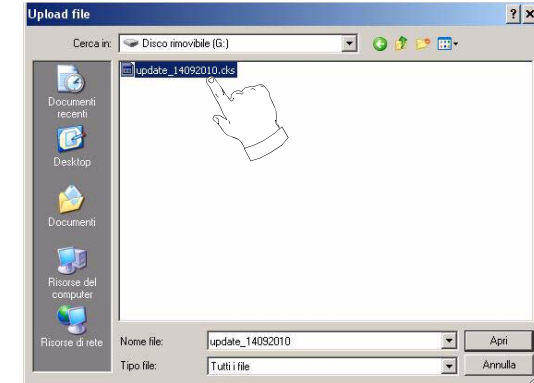 Upload file
Cerca in:
Disco rimovibile (G:)
update_14092010.cks
Documenti
recenti
Desktop
Documenti
Risorse del
computer
Risorse di rete
Nome file:
update_14092010
Apri
Tipo file:
Tutti i file
Annulla